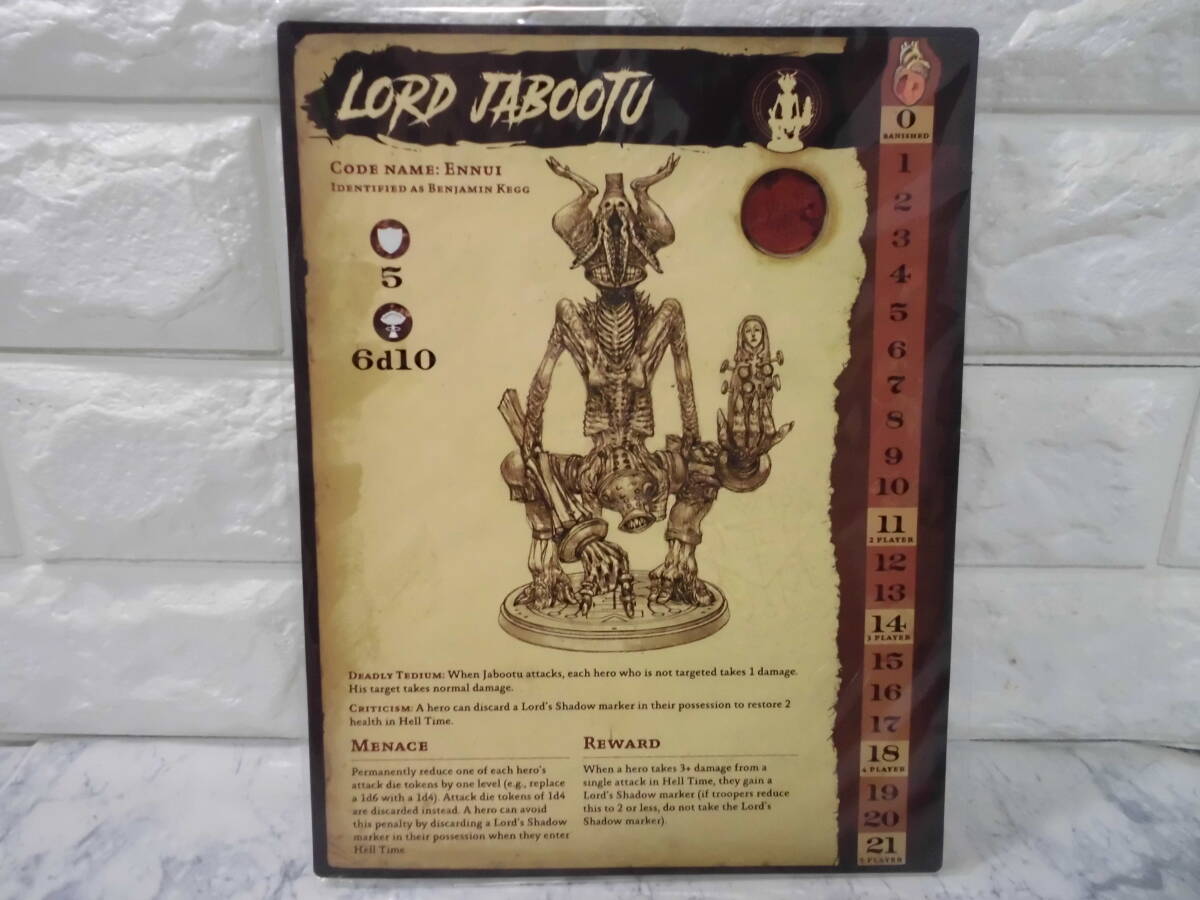 LORD JABOOTU
CODE NAME: ENNUI
IDENTIFIED AS BENJAMIN KEGG
5
6d10
DEADLY TEDIUM: When Jabootu attacks, each hero who is not targeted takes 1 damage.
His target takes normal damage.
CRITICISM: A hero can discard a Lord's Shadow marker in their possession to restore 2
health in Hell Time.
MENACE
Permanently reduce one of each hero's
attack die tokens by one level (e.g., replace
a 1d6 with a 1d4). Attack die tokens of 1d4
are discarded instead. A hero can avoid
this penalty by discarding a Lord's Shadow
marker in their possession when they enter
Hell Time.
REWARD
When a hero takes 3+ damage from a
single attack in Hell Time, they gain a
Lord's Shadow marker (if troopers reduce
this to 2 or less, do not take the Lord's
Shadow marker).
0
BANISHED
1
2
3
4
5
6
7
8
9
10
11
2 PLAYER
12
13
14
3 PLAYER
15
16
17
18
4 PLAYER
19
20
21
5 PLAYER